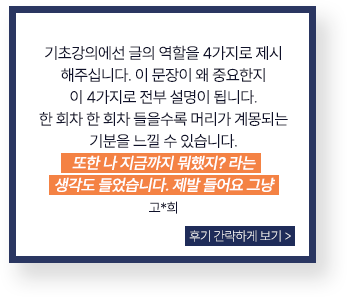 기초강의에선 글의 역할을 4가지로 제시
해주십니다. 이 문장이 왜 중요한지
이 4가지로 전부 설명이 됩니다.
한 회차 한 회차 들을수록 머리가 계몽되는
기분을 느낄 수 있습니다.
또한 나 지금까지 뭐했지? 라는
생각도 들었습니다. 제발 들어요 그냥
고*희
후기 간략하게 보기 >